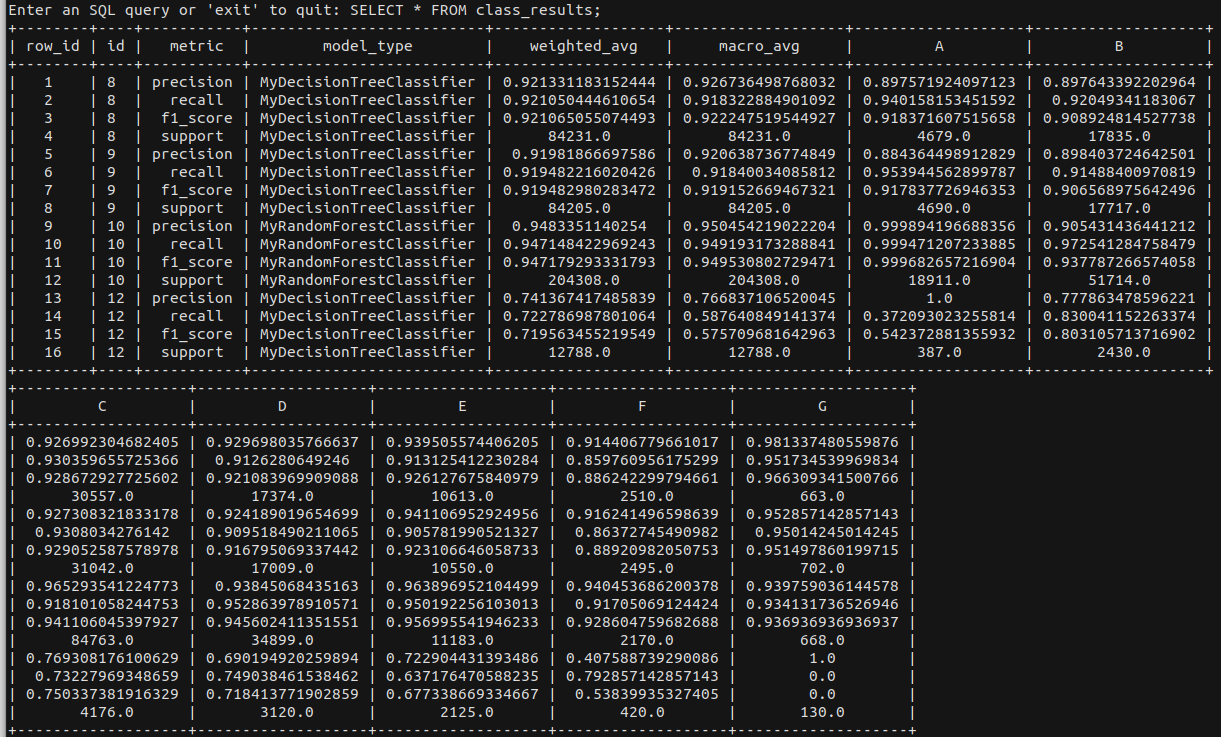 Enter an SQL query or 'exit' to quit: SELECT * FROM class_results;
| row_id | id | metric | model_type | weighted_avg | macro_avg | A | B |
| 1 | 8 | precision | MyDecisionTreeClassifier | 0.921331183152444 | 0.926736498768032 | 0.897571924097123 | 0.897643392202964 |
| 2 | 8 | recall | MyDecisionTreeClassifier | 0.921050444610654 | 0.918322884901092 | 0.940158153451592 | 0.92049341183067 |
| 3 | 8 | f1_score | MyDecisionTreeClassifier | 0.921065055074493 | 0.922247519544927 | 0.918371607515658 | 0.908924814527738 |
| 4 | 8 | support | MyDecisionTreeClassifier | 84231.0 | 84231.0 | 4679.0 | 17835.0 |
| 5 | 9 | precision | MyDecisionTreeClassifier | 0.91981866697586 | 0.920638736774849 | 0.884364498912829 | 0.898403724642501 |
| 6 | 9 | recall | MyDecisionTreeClassifier | 0.919482216020426 | 0.91840034085812 | 0.953944562899787 | 0.91488400970819 |
| 7 | 9 | f1_score | MyDecisionTreeClassifier | 0.919482980283472 | 0.919152669467321 | 0.917837726946353 | 0.906568975642496 |
| 8 | 9 | support | MyDecisionTreeClassifier | 84205.0 | 84205.0 | 4690.0 | 17717.0 |
| 9 | 10 | precision | MyRandomForestClassifier | 0.9483351140254 | 0.950454219022204 | 0.999894196688356 | 0.905431436441212 |
| 10 | 10 | recall | MyRandomForestClassifier | 0.947148422969243 | 0.949193173288841 | 0.999471207233885 | 0.972541284758479 |
| 11 | 10 | f1_score | MyRandomForestClassifier | 0.947179293331793 | 0.949530802729471 | 0.999682657216904 | 0.937787266574058 |
| 12 | 10 | support | MyRandomForestClassifier | 204308.0 | 204308.0 | 18911.0 | 51714.0 |
| 13 | 12 | precision | MyDecisionTreeClassifier | 0.741367417485839 | 0.766837106520045 | 1.0 | 0.777863478596221 |
| 14 | 12 | recall | MyDecisionTreeClassifier | 0.722786987801064 | 0.587640849141374 | 0.372093023255814 | 0.830041152263374 |
| 15 | 12 | f1_score | MyDecisionTreeClassifier | 0.719563455219549 | 0.575709681642963 | 0.542372881355932 | 0.803105713716902 |
| 16 | 12 | support | MyDecisionTreeClassifier | 12788.0 | 12788.0 | 387.0 | 2430.0 |
| C | D | E | F | G |
| 0.926992304682405 | 0.929698035766637 | 0.939505574406205 | 0.914406779661017 | 0.981337480559876 |
| 0.930359655725366 | 0.9126280649246 | 0.913125412230284 | 0.859760956175299 | 0.951734539969834 |
| 0.928672927725602 | 0.921083969909088 | 0.926127675840979 | 0.886242299794661 | 0.966309341500766 |
| 30557.0 | 17374.0 | 10613.0 | 2510.0 | 663.0 |
| 0.927308321833178 | 0.924189019654699 | 0.941106952924956 | 0.916241496598639 | 0.952857142857143 |
| 0.9308034276142 | 0.909518490211065 | 0.905781990521327 | 0.86372745490982 | 0.95014245014245 |
| 0.929052587578978 | 0.916795069337442 | 0.923106646058733 | 0.88920982050753 | 0.951497860199715 |
| 31042.0 | 17009.0 | 10550.0 | 2495.0 | 702.0 |
| 0.965293541224773 | 0.93845068435163 | 0.963896952104499 | 0.940453686200378 | 0.939759036144578 |
| 0.918101058244753 | 0.952863978910571 | 0.950192256103013 | 0.91705069124424 | 0.934131736526946 |
| 0.941106045397927 | 0.945602411351551 | 0.956995541946233 | 0.928604759682688 | 0.936936936936937 |
| 84763.0 | 34899.0 | 11183.0 | 2170.0 | 668.0 |
| 0.769308176100629 | 0.690194920259894 | 0.722904431393486 | 0.407588739290086 | 1.0 |
| 0.73227969348659 | 0.749038461538462 | 0.637176470588235 | 0.792857142857143 | 0.0 |
| 0.750337381916329 | 0.718413771902859 | 0.677338669334667 | 0.53839935327405 | 0.0 |
| 4176.0 | 3120.0 | 2125.0 | 420.0 | 130.0 |